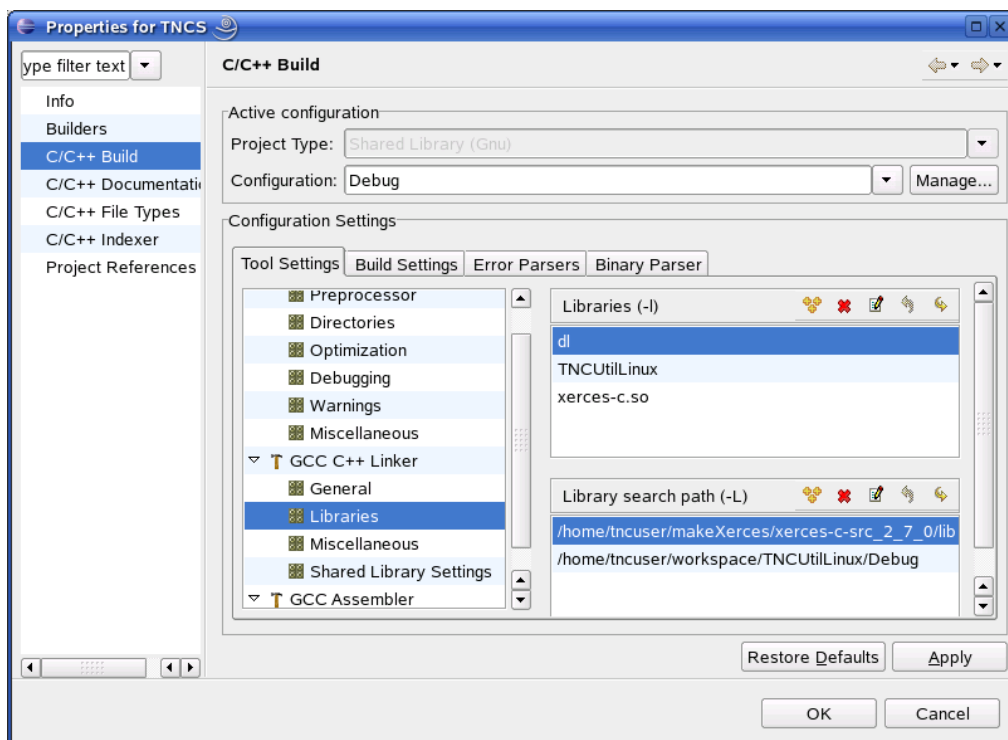 Properties for TNCS
ype filter text
Info
Builders
C/C++ Build
C/C++ Documentati
C/C++ File Types
C/C++ Indexer
Project References
C/C++ Build
Active configuration
Project Type: Shared Library (Gnu)
Configuration: Debug Manage...
Configuration Settings
Tool Settings Build Settings Error Parsers Binary Parser
Preprocessor
Directories
Optimization
Debugging
Warnings
Miscellaneous
GCC C++ Linker
General
Libraries
Miscellaneous
Shared Library Settings
GCC Assembler
Libraries (-l)
dl
TNCUtilLinux
xerces-c.so
Library search path (-L)
/home/tncuser/makeXerces/xerces-c-src_2_7_0/lib
/home/tncuser/workspace/TNCUtilLinux/Debug
Restore Defaults Apply
OK Cancel